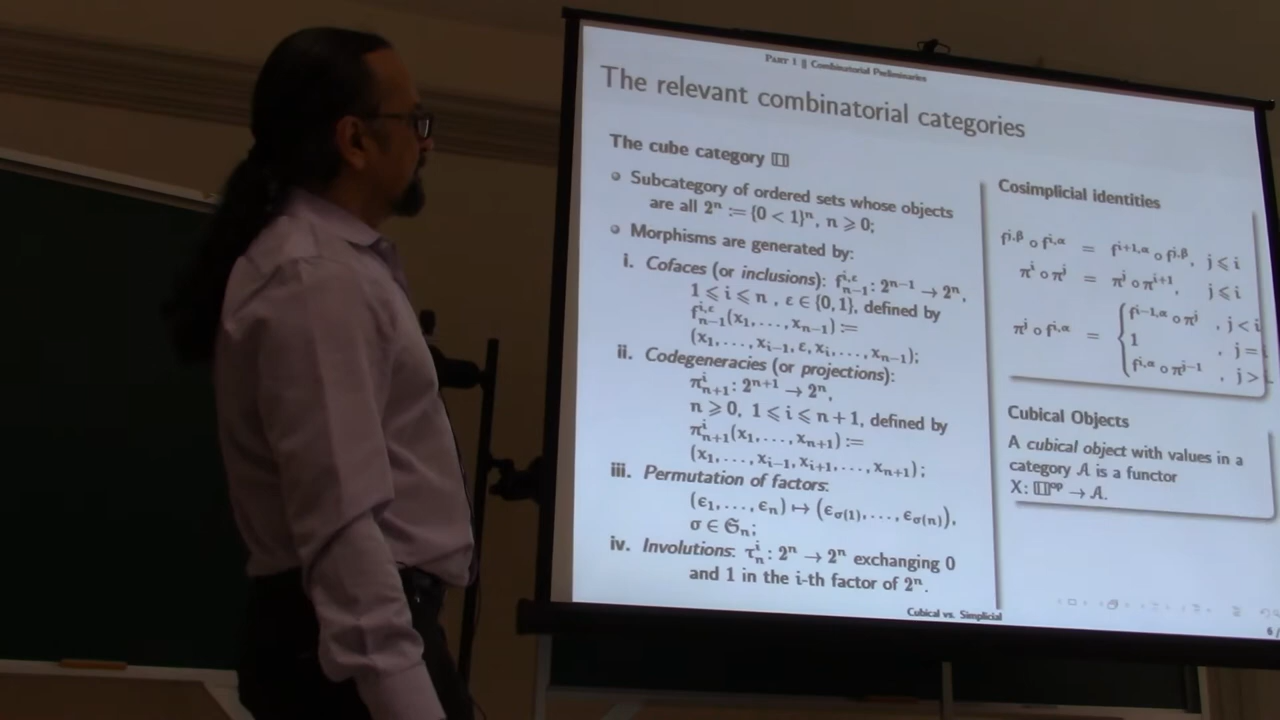 PART 1 || Combinatorial Preliminaries
The relevant combinatorial categories
The cube category
Subcategory of ordered sets whose objects
are all 2ⁿ := {0 < 1}ⁿ, n ⩾ 0;
Morphisms are generated by:
i. Cofaces (or inclusions): f^{i,ε}_{n−1} : 2^{n−1} → 2ⁿ,
1 ⩽ i ⩽ n , ε ∈ {0, 1}, defined by
f^{i,ε}_{n−1}(x₁, . . . , x_{n−1}) :=
(x₁, . . . , x_{i−1}, ε, x_i, . . . , x_{n−1});
ii. Codegeneracies (or projections):
π^i_{n+1} : 2^{n+1} → 2ⁿ,
n ⩾ 0, 1 ⩽ i ⩽ n + 1, defined by
π^i_{n+1}(x₁, . . . , x_{n+1}) :=
(x₁, . . . , x_{i−1}, x_{i+1}, . . . , x_{n+1});
iii. Permutation of factors:
(ϵ₁, . . . , ϵ_n) ↦ (ϵ_{σ(1)}, . . . , ϵ_{σ(n)}),
σ ∈ 𝔖_n;
iv. Involutions: τ^i_n : 2ⁿ → 2ⁿ exchanging 0
and 1 in the i-th factor of 2ⁿ.
Cosimplicial identities
f^{j,β} ∘ f^{i,α} = f^{i+1,α} ∘ f^{j,β}, j ⩽ i
π^i ∘ π^j = π^j ∘ π^{i+1}, j ⩽ i
π^j ∘ f^{i,α} = { f^{i−1,α} ∘ π^j , j < i
1 , j =
f^{i,α} ∘ π^{j−1} , j >
Cubical Objects
A cubical object with values in a
category 𝒜 is a functor
X: 𝕀^{op} → 𝒜.
Cubical vs. Simplicial
6 /